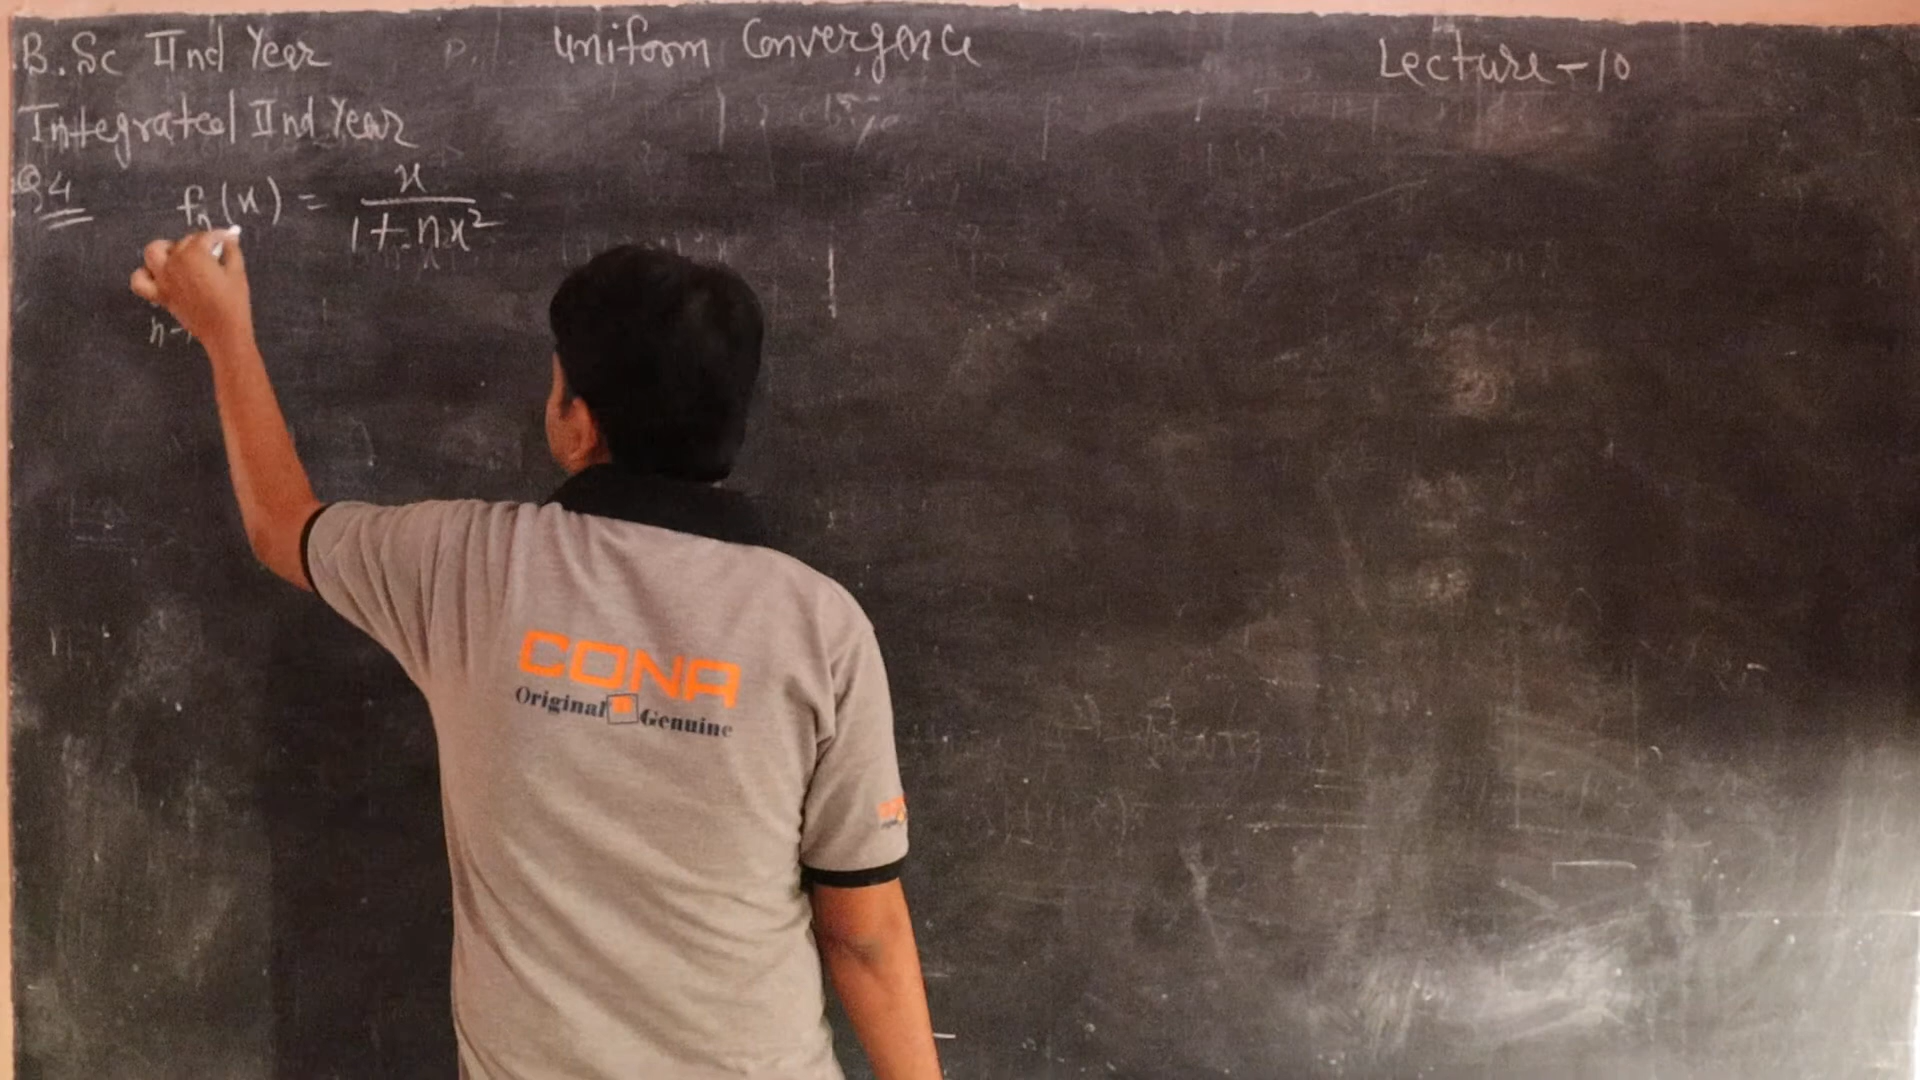 B.Sc IInd Year Uniform Convergence Lecture-10
Integrated IInd Year
Q4 fn(x) = x / 1+nx²
n→
CONA
Original Genuine